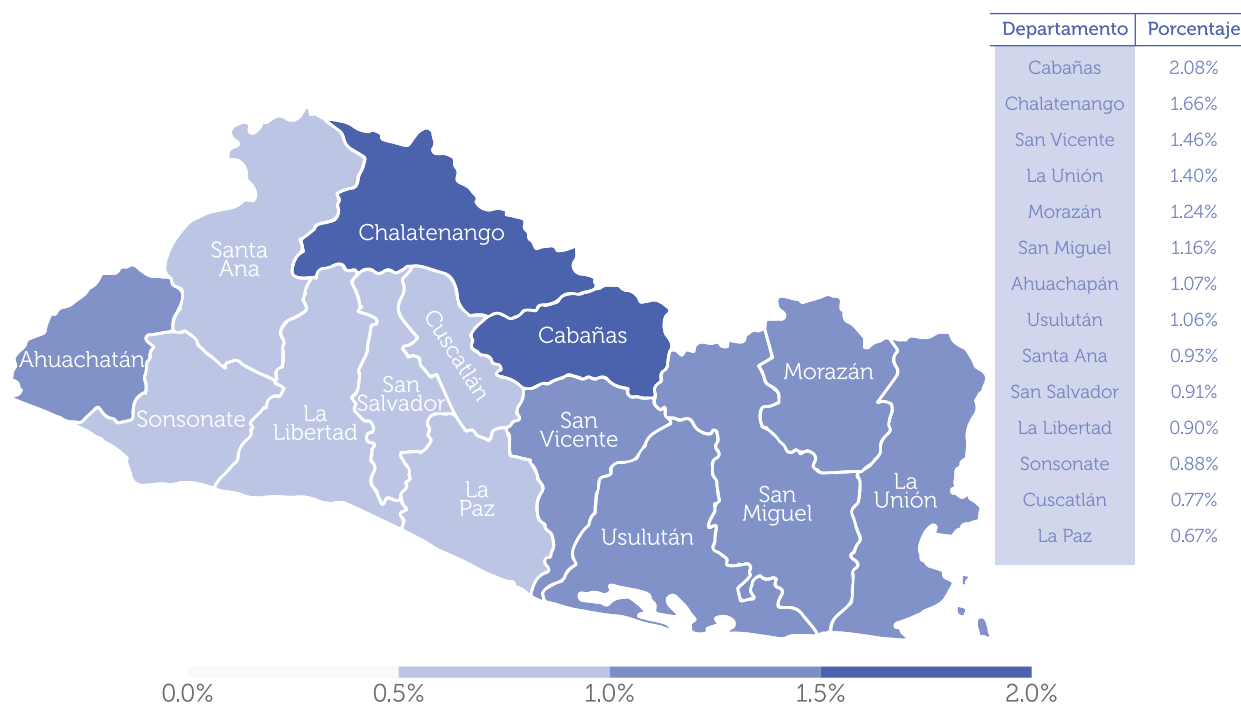 Departamento Porcentaje
Cabañas 2.08%
Chalatenango 1.66%
San Vicente 1.46%
La Unión 1.40%
Morazán 1.24%
San Miguel 1.16%
Ahuachapán 1.07%
Usulután 1.06%
Santa Ana 0.93%
San Salvador 0.91%
La Libertad 0.90%
Sonsonate 0.88%
Cuscatlán 0.77%
La Paz 0.67%
Chalatenango
Santa
Ana
Cabañas
Cuscatlán
Ahuachatán
Morazán
San
Salvador
Sonsonate
La
Libertad
San
Vicente
La
Paz
San
Miguel
La
Unión
Usulután
0.0% 0.5% 1.0% 1.5% 2.0%